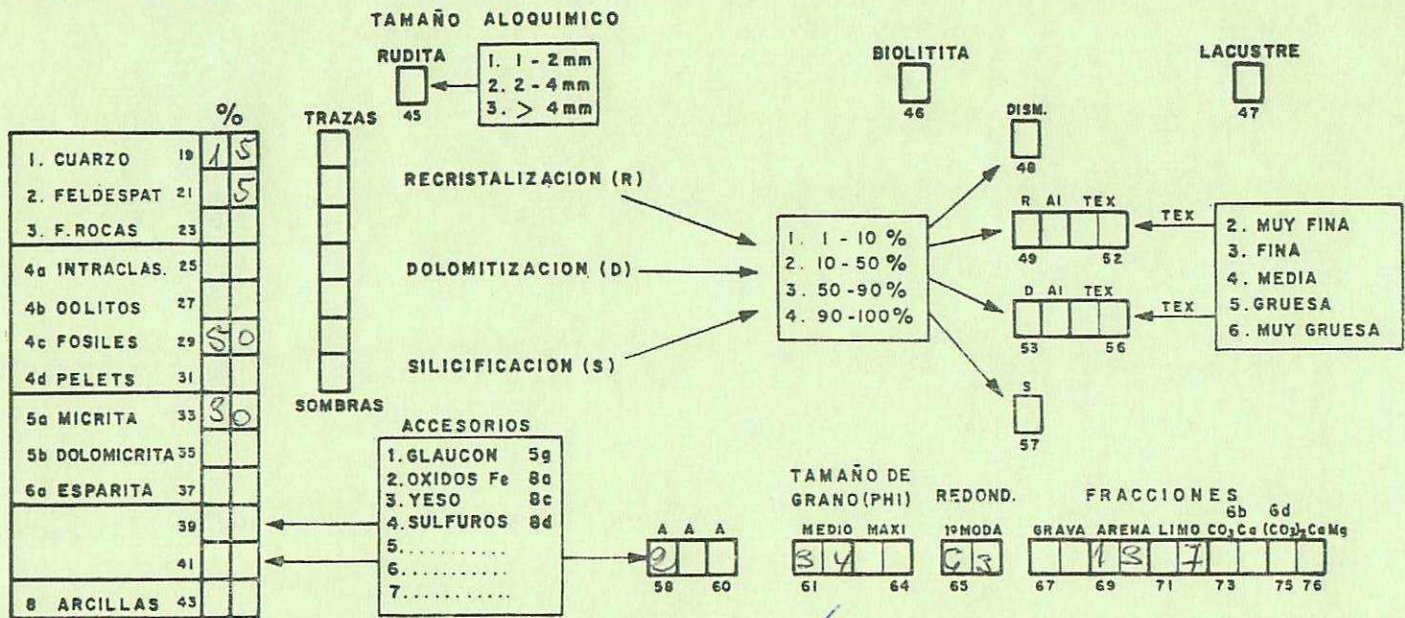 TAMAÑO ALOQUIMICO
RUDITA
45
1. 1 - 2 mm
2. 2 - 4 mm
3. > 4 mm
BIOLITITA
46
LACUSTRE
47
%
1. CUARZO 19 1 5
2. FELDESPAT 21 5
3. F. ROCAS 23
4a INTRACLAS. 25
4b OOLITOS 27
4c FOSILES 29 5 0
4d PELETS 31
5a MICRITA 33 3 0
5b DOLOMICRITA 35
6a ESPARITA 37
39
41
8 ARCILLAS 43
TRAZAS
SOMBRAS
RECRISTALIZACION (R)
DOLOMITIZACION (D)
SILICIFICACION (S)
1. 1 - 10 %
2. 10 - 50 %
3. 50 - 90 %
4. 90 - 100 %
DISM.
48
R AI TEX
49 52
D AI TEX
53 56
S
57
TEX
TEX
2. MUY FINA
3. FINA
4. MEDIA
5. GRUESA
6. MUY GRUESA
ACCESORIOS
1. GLAUCON 5g
2. OXIDOS Fe 8a
3. YESO 8c
4. SULFUROS 8d
5. ...........
6. ...........
7. ...........
A A A
2
58 60
TAMAÑO DE
GRANO (PHI)
MEDIO MAXI
3 4
61 64
REDOND.
1ª MODA
3
65
FRACCIONES
6b 6d
GRAVA ARENA LIMO CO₃Ca (CO₃)₂CaMg
1 3 7
67 69 71 73 75 76